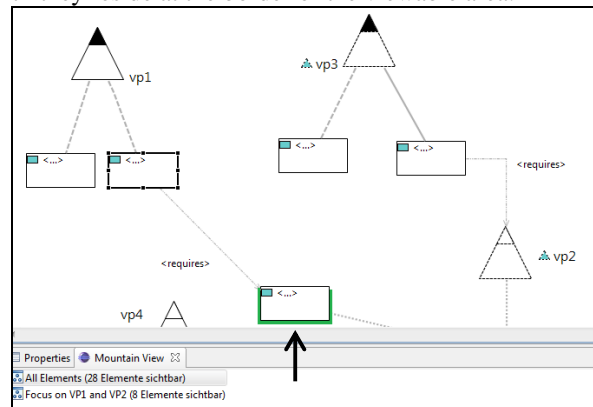 vp1
vp3
<...>
<...>
<...>
<...>
<requires>
vp2
<requires>
<...>
vp4
Properties
Mountain View
All Elements (28 Elemente sichtbar)
Focus on VP1 and VP2 (8 Elemente sichtbar)